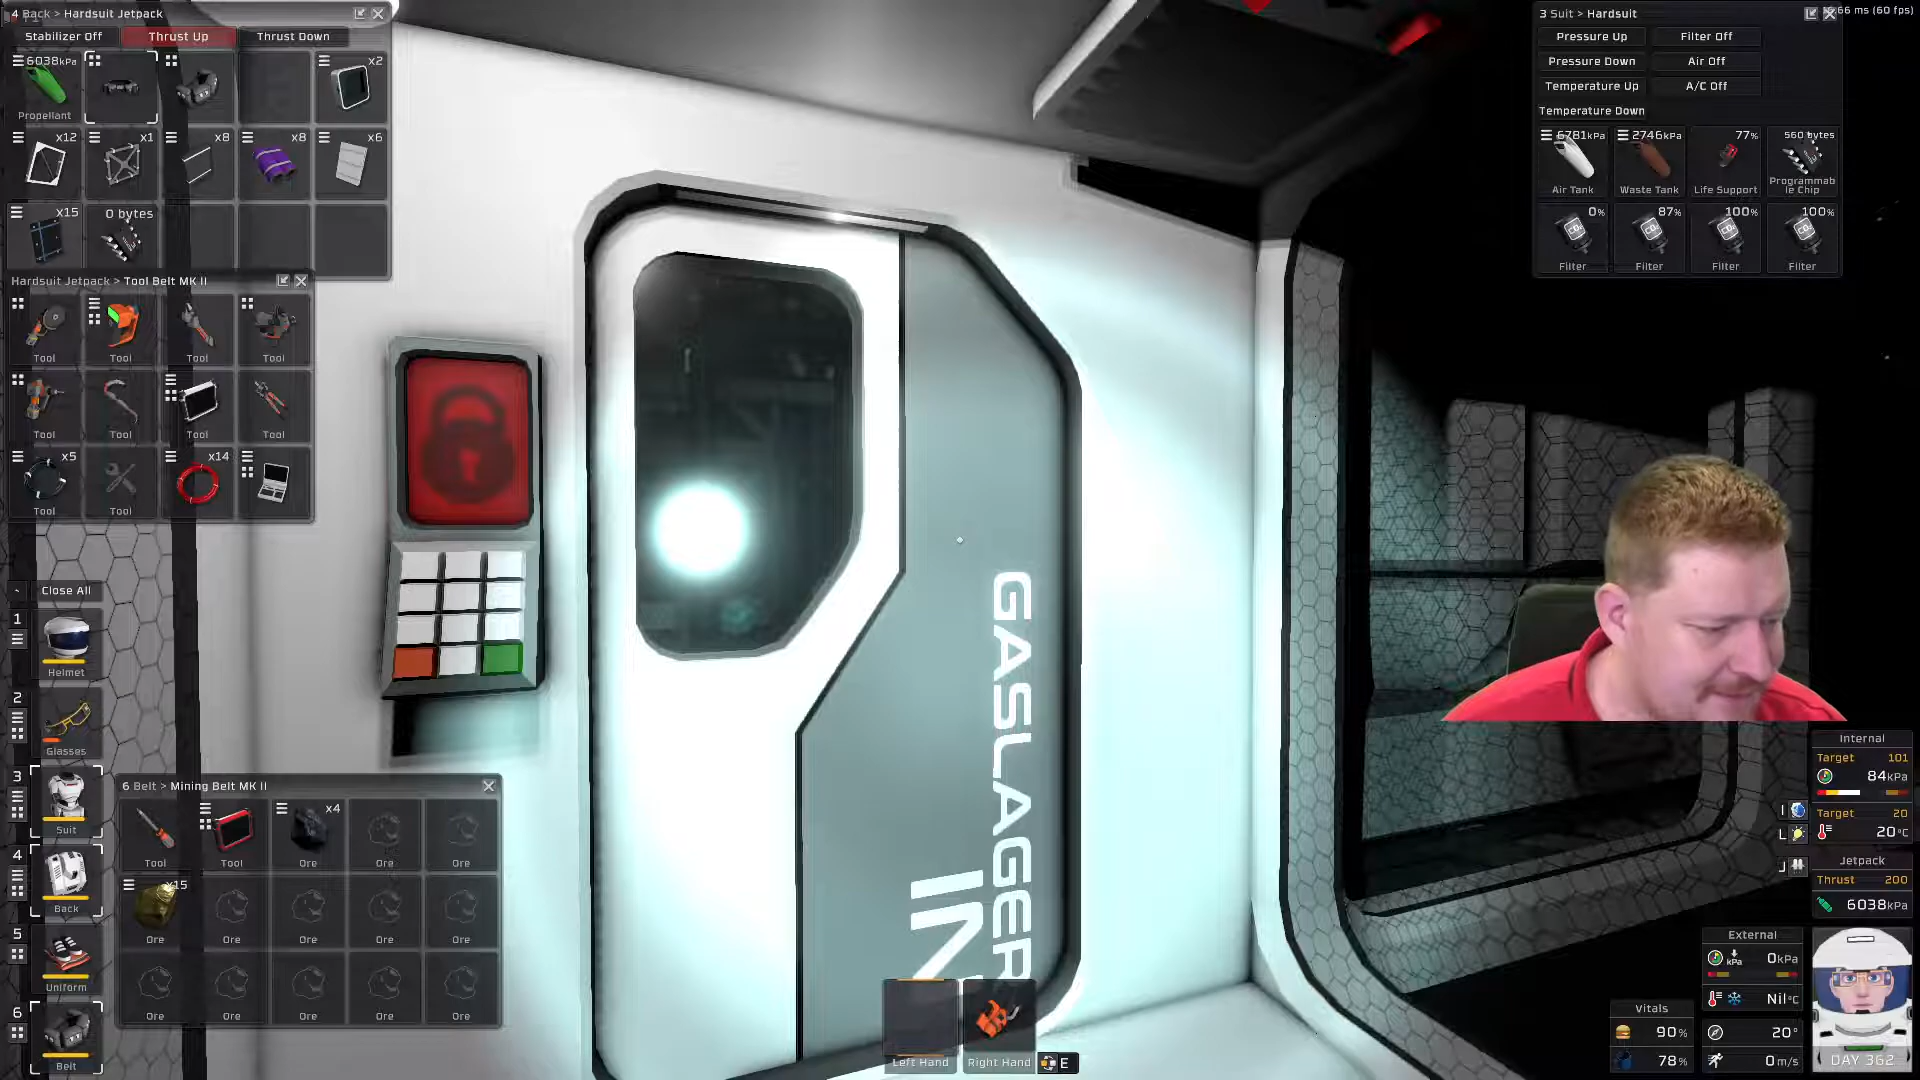 4 Back > Hardsuit Jetpack
Stabilizer Off Thrust Up Thrust Down
6038kPa
x2
Propellant
x12 x1 x8 x8 x6
x15 0 bytes
Hardsuit Jetpack > Tool Belt MK II
Tool Tool Tool Tool
Tool Tool Tool Tool
x5 x14
Tool Tool
Close All
1
Helmet
2
Glasses
3
Suit
4
Back
5
Uniform
6
Belt
6 Belt > Mining Belt MK II
x4
Tool Tool Ore Ore Ore
x15
Ore Ore Ore Ore Ore
Ore Ore Ore Ore Ore
GASLAGER
IN
Left Hand Right Hand E
3 Suit > Hardsuit
(60 fps)
Pressure Up Filter Off
Pressure Down Air Off
Temperature Up A/C Off
Temperature Down
6781kPa 2746kPa 77% 560 bytes
Air Tank Waste Tank Life Support Programmab
le Chip
0% 87% 100% 100%
Filter Filter Filter Filter
Internal
Target 101
84kPa
I
Target 20
L
20°C
Jetpack
J
Thrust 200
6038kPa
External
kPa
0kPa
Nil°C
Vitals
90% 20°
78% 0m/s
DAY 362